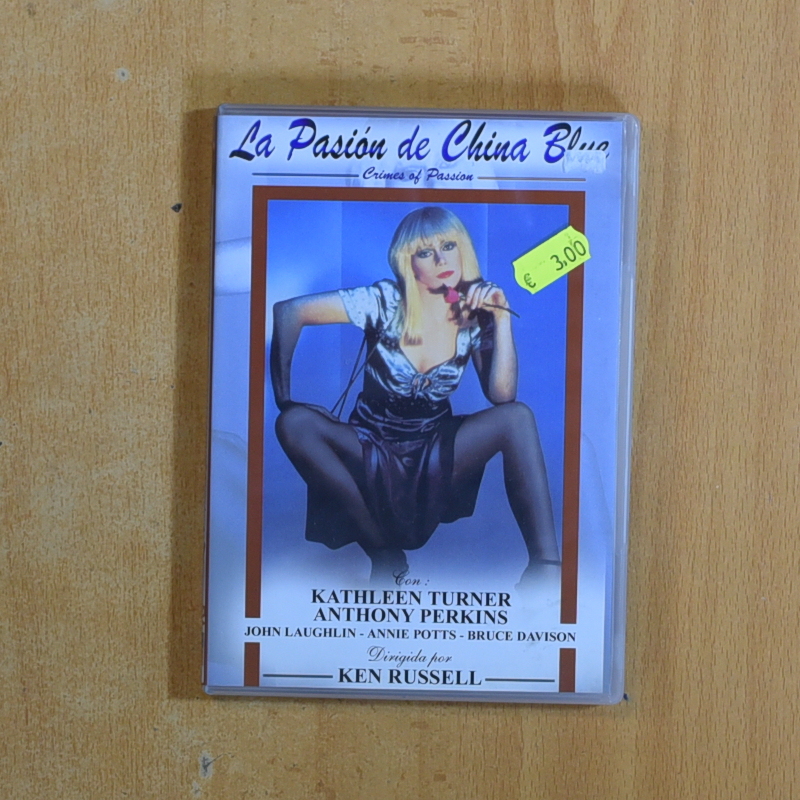 La Pasión de China Blue
Crimes of Passion
€ 3,00
Con :
KATHLEEN TURNER
ANTHONY PERKINS
JOHN LAUGHLIN - ANNIE POTTS - BRUCE DAVISON
Dirigida por
KEN RUSSELL